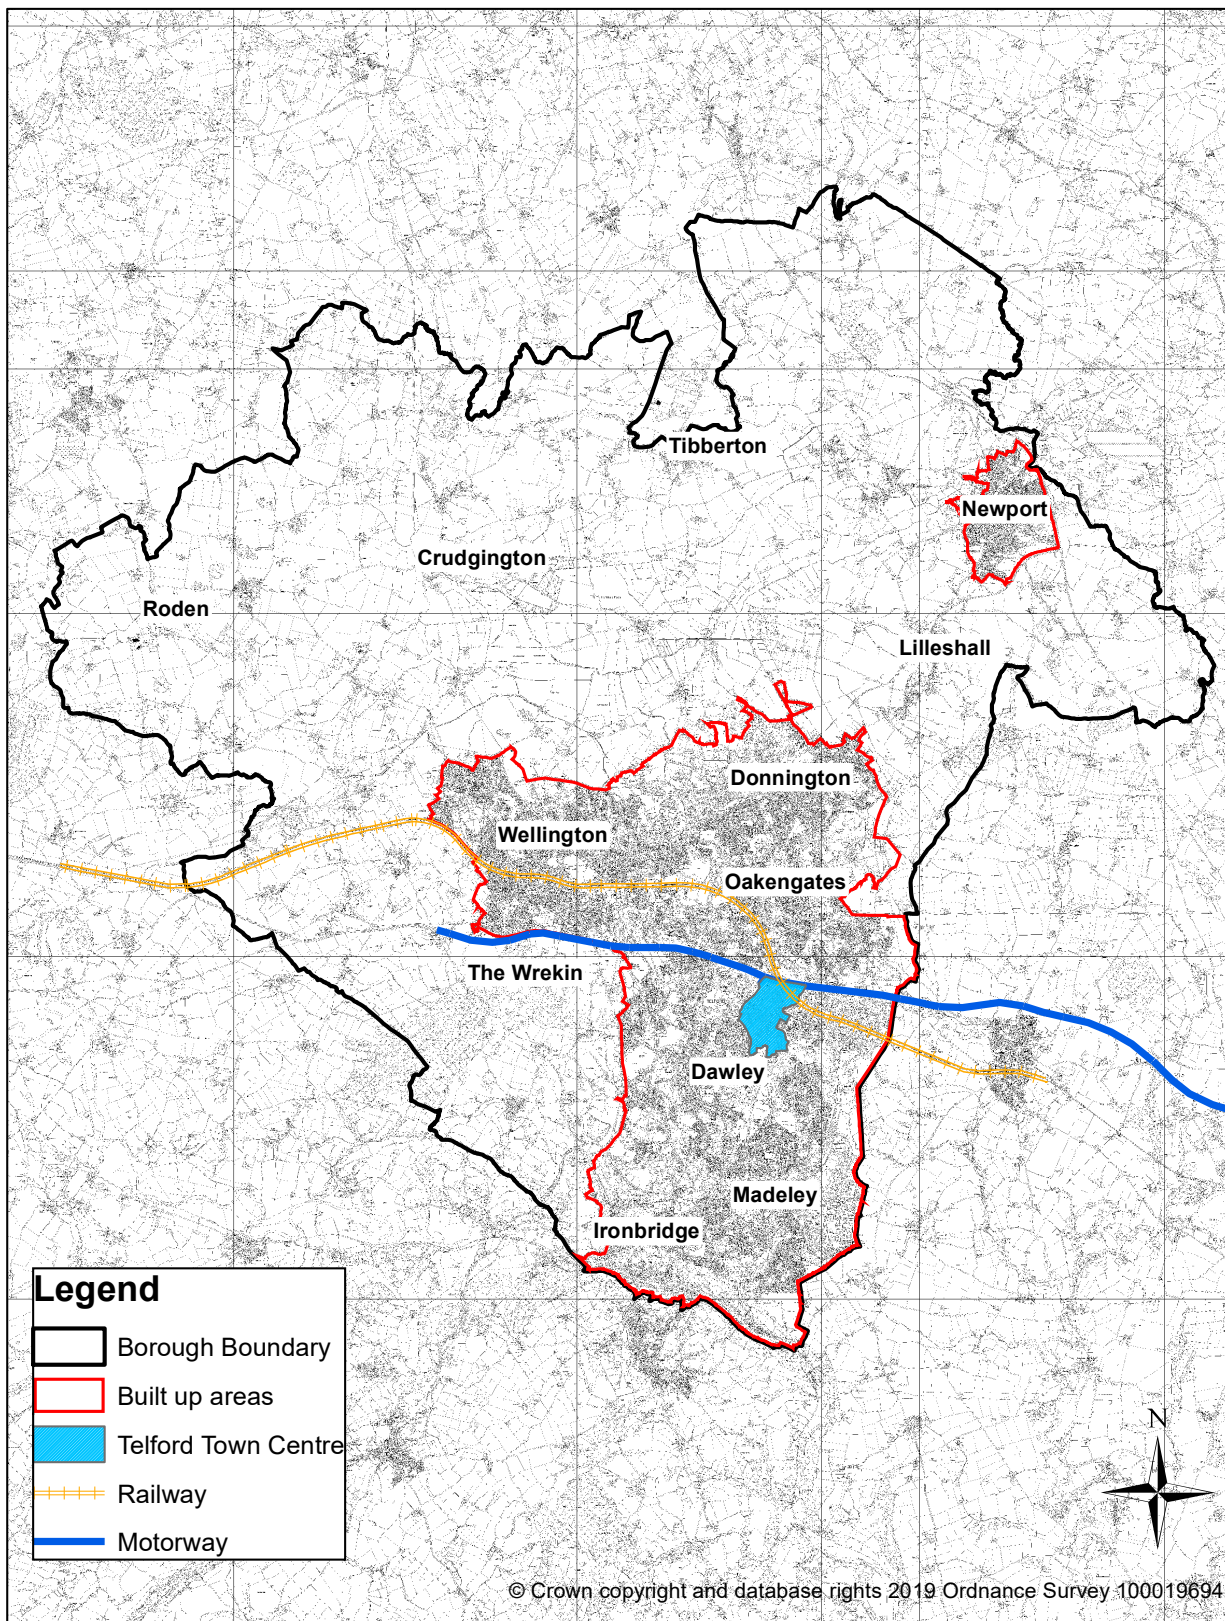 Tibberton
Newport
Crudgington
Roden
Lilleshall
Donnington
Wellington
Oakengates
The Wrekin
Dawley
Madeley
Ironbridge
Legend
Borough Boundary
Built up areas
Telford Town Centre
Railway
Motorway
N
© Crown copyright and database rights 2019 Ordnance Survey 100019694